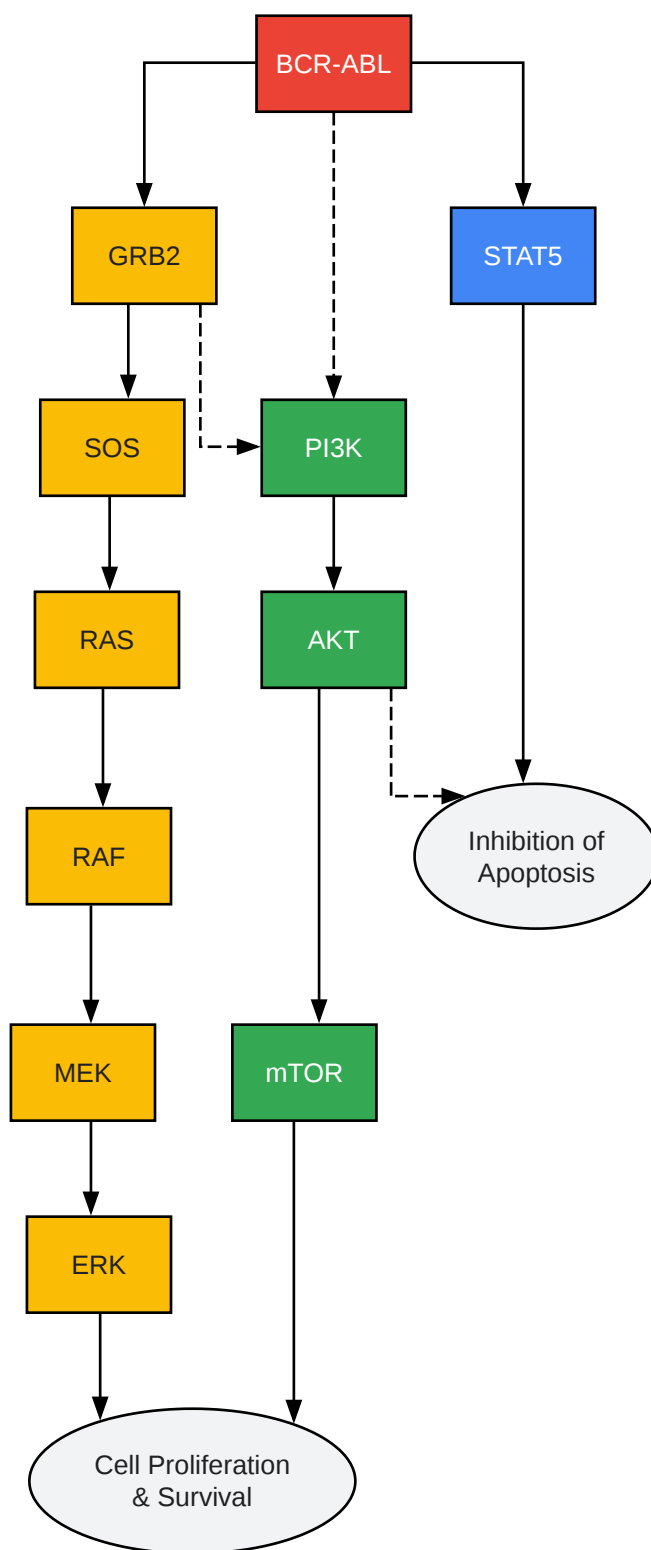 BCR-ABL
GRB2
STAT5
SOS
PI3K
RAS
AKT
RAF
Inhibition of
Apoptosis
MEK
mTOR
ERK
Cell Proliferation
& Survival